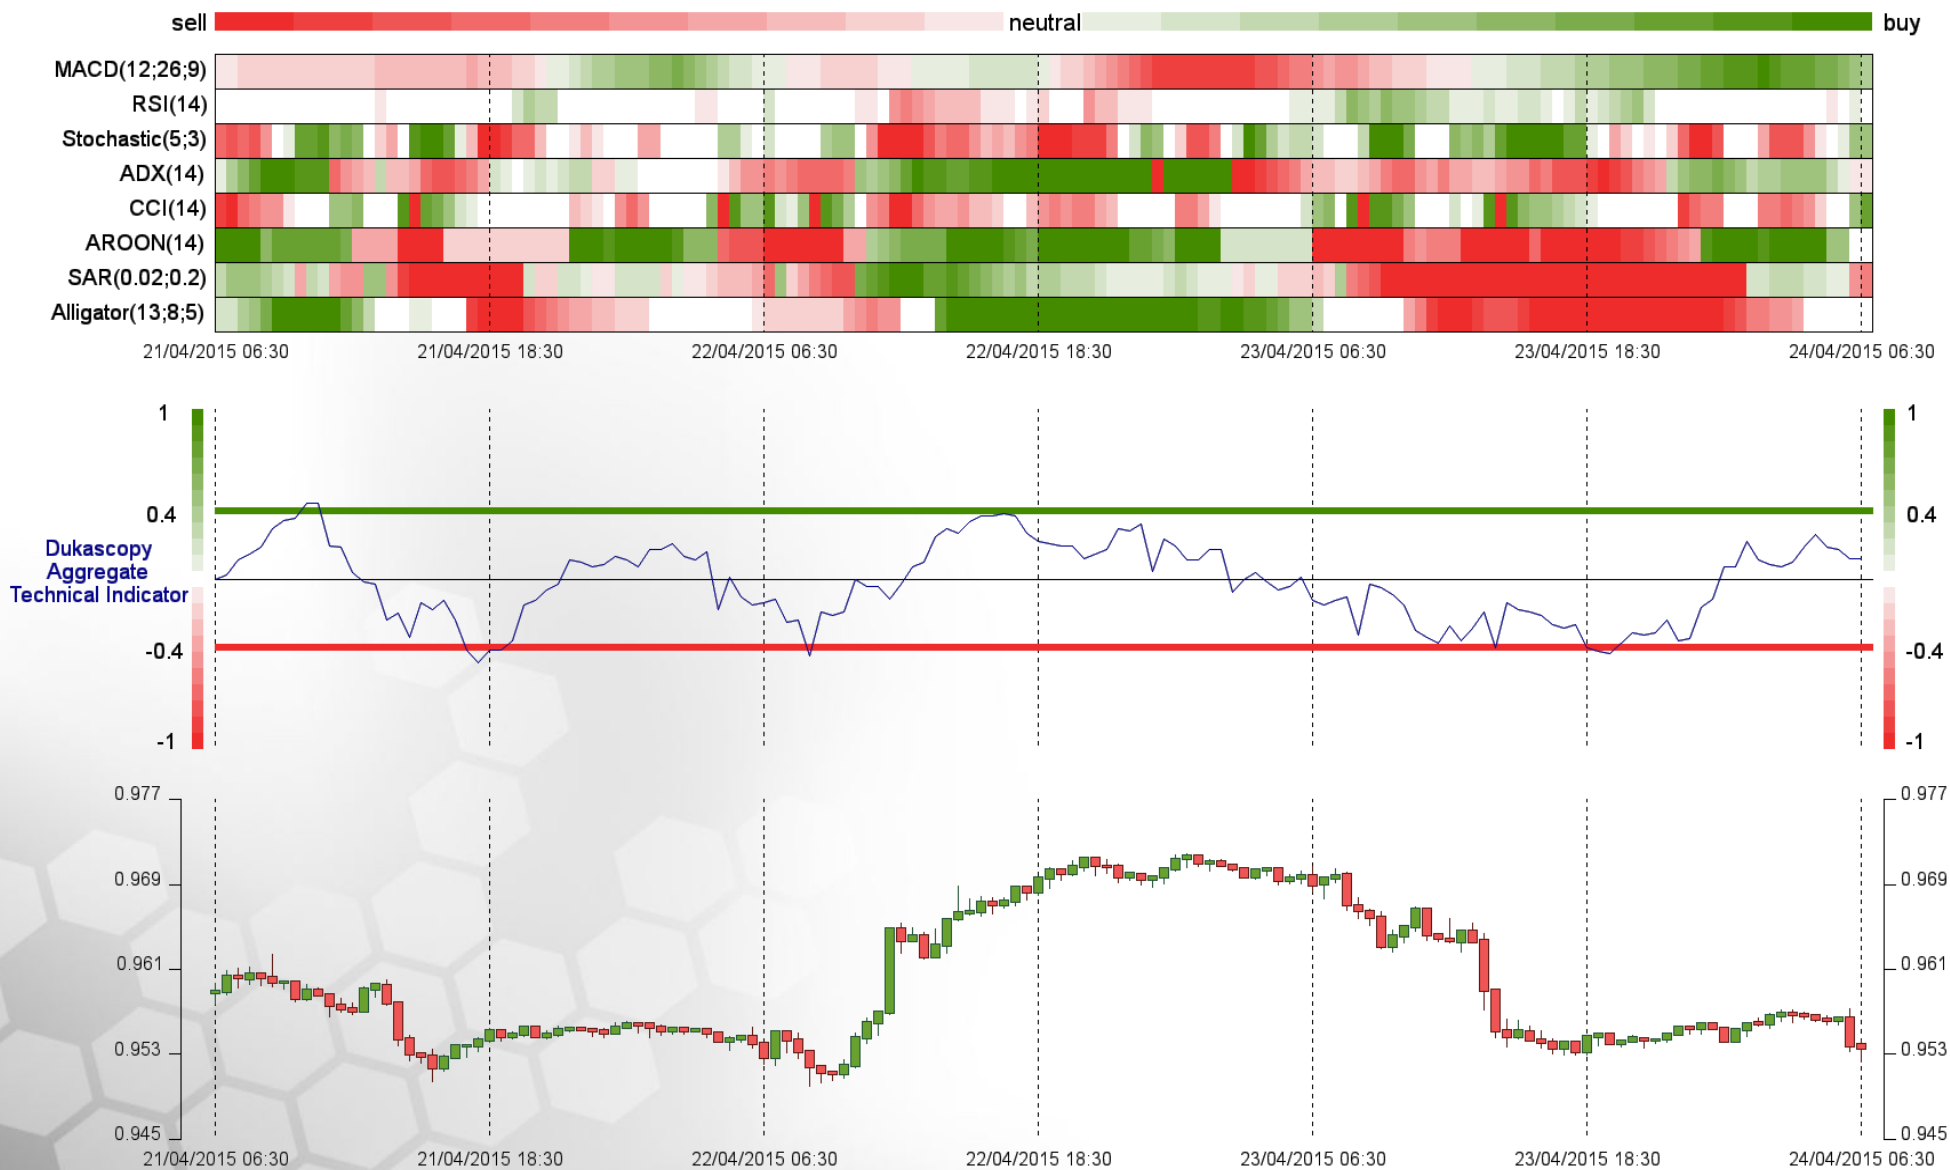 sell neutral buy
MACD(12;26;9)
RSI(14)
Stochastic(5;3)
ADX(14)
CCI(14)
AROON(14)
SAR(0.02;0.2)
Alligator(13;8;5)
21/04/2015 06:30 21/04/2015 18:30 22/04/2015 06:30 22/04/2015 18:30 23/04/2015 06:30 23/04/2015 18:30 24/04/2015 06:30
1 1
0.4 0.4
Dukascopy
Aggregate
Technical Indicator
-0.4 -0.4
-1 -1
0.977 0.977
0.969 0.969
0.961 0.961
0.953 0.953
0.945 0.945
21/04/2015 06:30 21/04/2015 18:30 22/04/2015 06:30 22/04/2015 18:30 23/04/2015 06:30 23/04/2015 18:30 24/04/2015 06:30